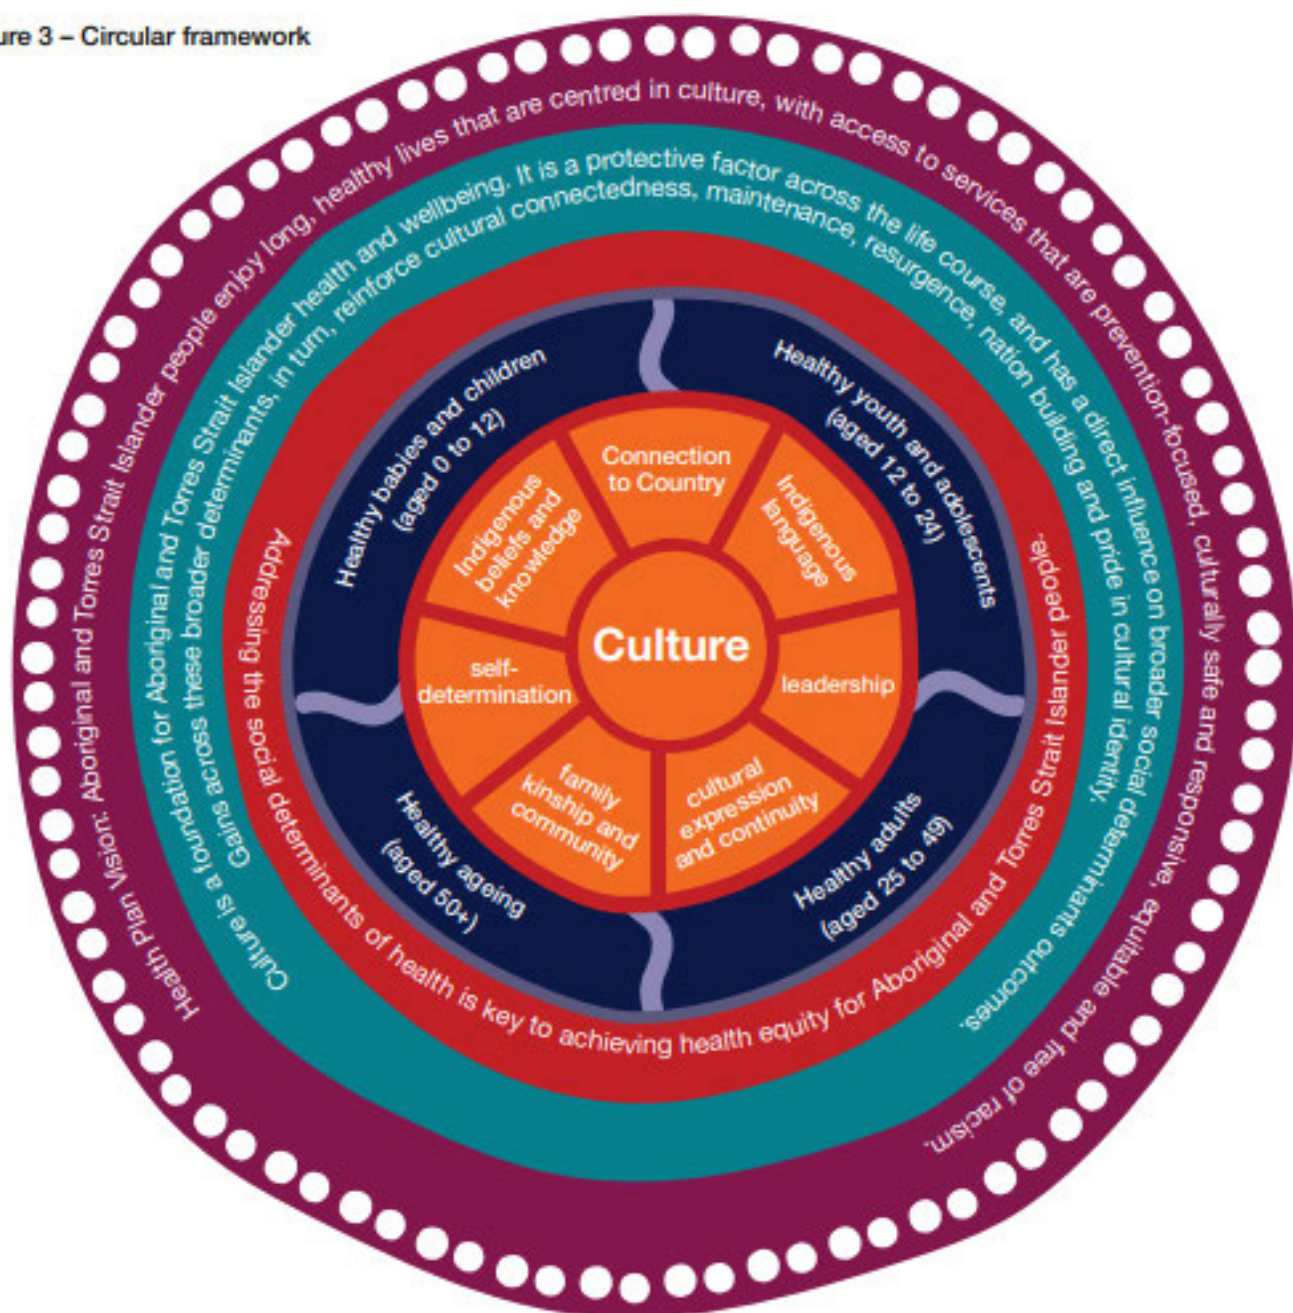 ure 3 – Circular framework
Health Plan Vision: Aboriginal and Torres Strait Islander people enjoy long, healthy lives that are centred in culture, with access to services that are prevention-focused, culturally safe and responsive, equitable and free of racism.
Culture is a foundation for Aboriginal and Torres Strait Islander health and wellbeing. It is a protective factor across the life course, and has a direct influence on broader social determinants outcomes.
Gains across these broader determinants, in turn, reinforce cultural connectedness, maintenance, resurgence, nation building and pride in cultural identity.
Addressing the social determinants of health is key to achieving health equity for Aboriginal and Torres Strait Islander people.
Healthy babies and children
(aged 0 to 12)
Healthy youth and adolescents
(aged 12 to 24)
Healthy adults
(aged 25 to 49)
Healthy ageing
(aged 50+)
Connection
to Country
Indigenous
language
leadership
cultural
expression
and continuity
family
kinship and
community
self-
determination
Indigenous
beliefs and
knowledge
Culture